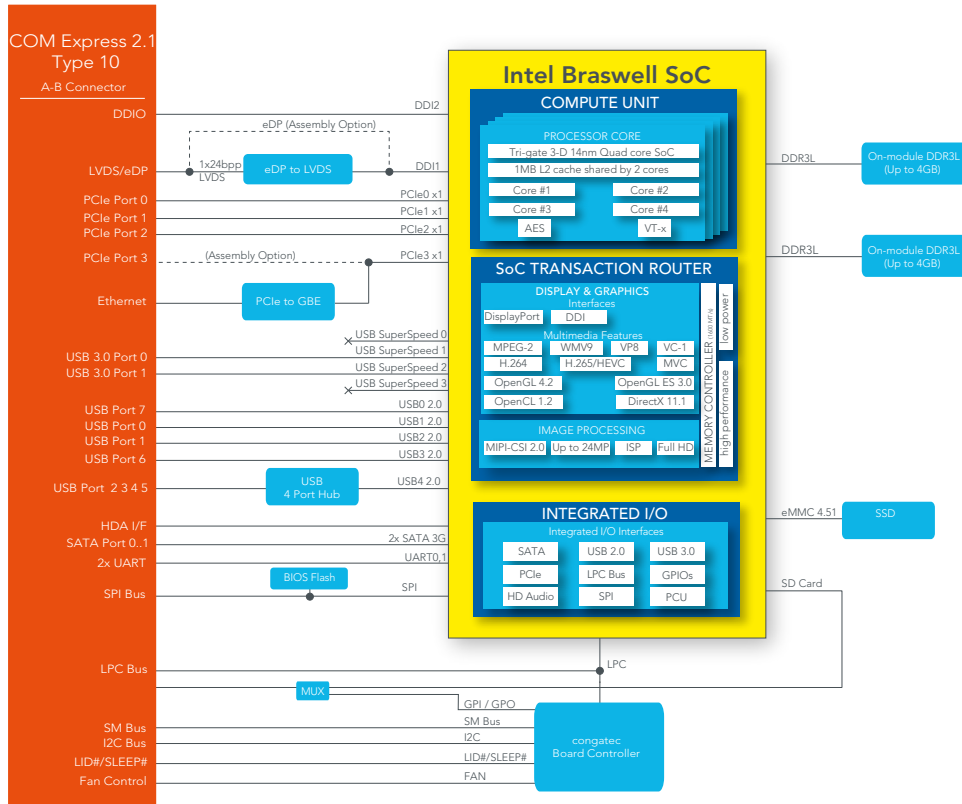 COM Express 2.1
Type 10
A-B Connector
DDIO
LVDS/eDP
PCIe Port 0
PCIe Port 1
PCIe Port 2
PCIe Port 3
Ethernet
USB 3.0 Port 0
USB 3.0 Port 1
USB Port 7
USB Port 0
USB Port 1
USB Port 6
USB Port 2 3 4 5
HDA I/F
SATA Port 0..1
2x UART
SPI Bus
LPC Bus
SM Bus
I2C Bus
LID#/SLEEP#
Fan Control
DDI2
eDP (Assembly Option)
1x24bpp
LVDS
eDP to LVDS
DDI1
PCIe0 x1
PCIe1 x1
PCIe2 x1
(Assembly Option)
PCIe3 x1
PCIe to GBE
USB SuperSpeed 0
USB SuperSpeed 1
USB SuperSpeed 2
USB SuperSpeed 3
USB0 2.0
USB1 2.0
USB2 2.0
USB3 2.0
USB
4 Port Hub
USB4 2.0
2x SATA 3G
UART0,1
BIOS Flash
SPI
Intel Braswell SoC
COMPUTE UNIT
PROCESSOR CORE
Tri-gate 3-D 14nm Quad core SoC
1MB L2 cache shared by 2 cores
Core #1
Core #2
Core #3
Core #4
AES
VT-x
SoC TRANSACTION ROUTER
DISPLAY & GRAPHICS
Interfaces
DisplayPort
DDI
Multimedia Features
MPEG-2
WMV9
VP8
VC-1
H.264
H.265/HEVC
MVC
OpenGL 4.2
OpenGL ES 3.0
OpenCL 1.2
DirectX 11.1
IMAGE PROCESSING
MIPI-CSI 2.0
Up to 24MP
ISP
Full HD
MEMORY CONTROLLER (1600 MT/s)
low power
high performance
INTEGRATED I/O
Integrated I/O Interfaces
SATA
USB 2.0
USB 3.0
PCIe
LPC Bus
GPIOs
HD Audio
SPI
PCU
DDR3L
On-module DDR3L
(Up to 4GB)
DDR3L
On-module DDR3L
(Up to 4GB)
eMMC 4.51
SSD
SD Card
LPC
MUX
GPI / GPO
SM Bus
I2C
LID#/SLEEP#
FAN
congatec
Board Controller